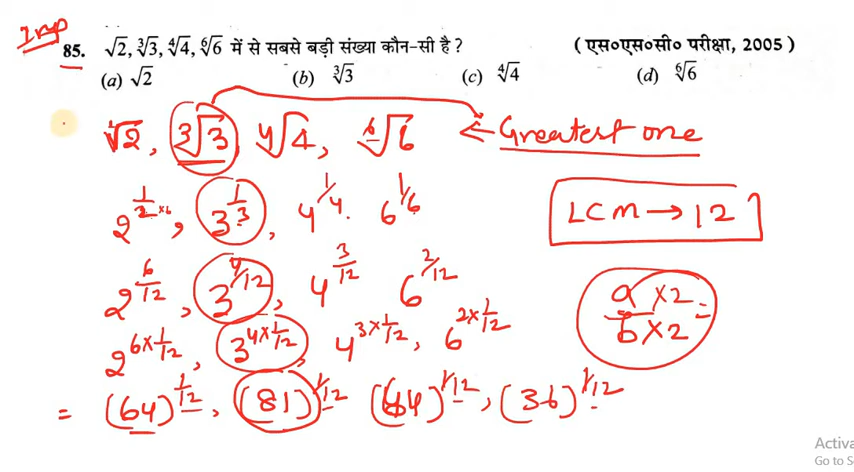 Imp
85. √2, ∛3, ∜4, ⁶√6 में से सबसे बड़ी संख्या कौन-सी है ? (एस०एस०सी० परीक्षा, 2005)
(a) √2 (b) ∛3 (c) ∜4 (d) ⁶√6
²√2, ³√3 ⁴√4, ⁶√6 ← Greatest one
2^(1/2 ×6), 3^(1/3), 4^(1/4). 6^(1/6)
LCM → 12
2^(6/12), 3^(4/12), 4^(3/12) 6^(2/12)
a×2/b×2 =
2^(6×1/12), 3^(4×1/12), 4^(3×1/12), 6^(2×1/12)
= (64)^(1/12), (81)^(1/12) (64)^(1/12), (36)^(1/12)
Activa
Go to S